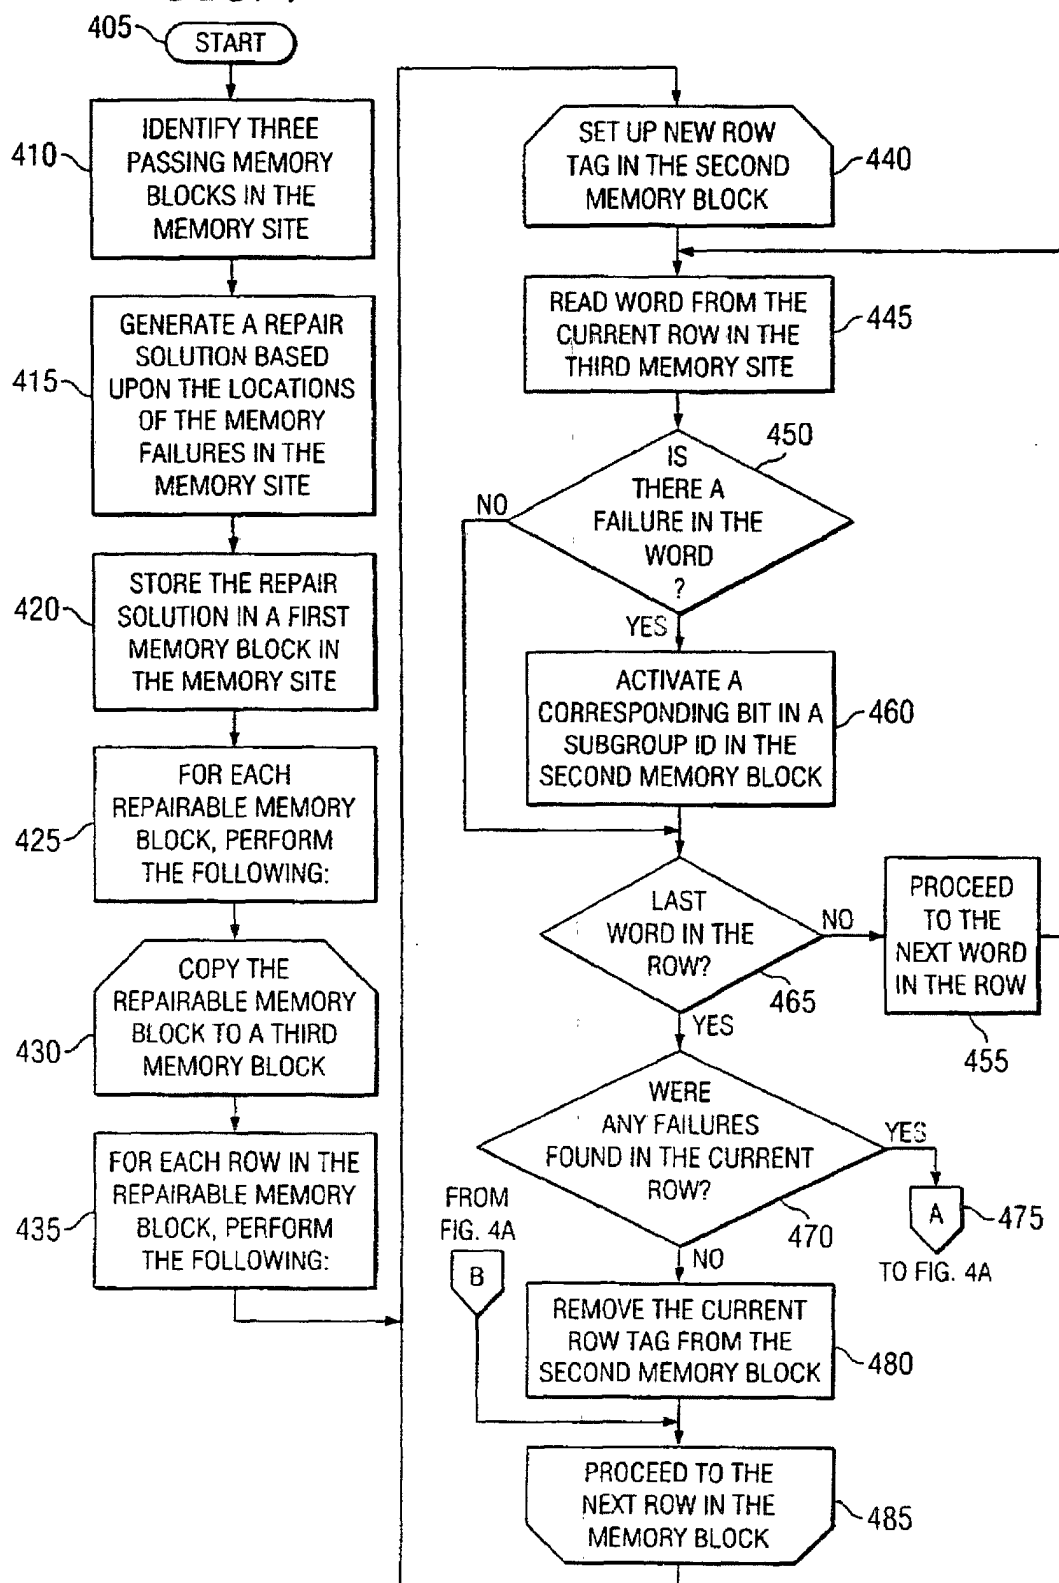 405
START
410
IDENTIFY THREE
PASSING MEMORY
BLOCKS IN THE
MEMORY SITE
415
GENERATE A REPAIR
SOLUTION BASED
UPON THE LOCATIONS
OF THE MEMORY
FAILURES IN THE
MEMORY SITE
420
STORE THE REPAIR
SOLUTION IN A FIRST
MEMORY BLOCK IN
THE MEMORY SITE
425
FOR EACH
REPAIRABLE MEMORY
BLOCK, PERFORM
THE FOLLOWING:
430
COPY THE
REPAIRABLE MEMORY
BLOCK TO A THIRD
MEMORY BLOCK
435
FOR EACH ROW IN THE
REPAIRABLE MEMORY
BLOCK, PERFORM
THE FOLLOWING:
SET UP NEW ROW
TAG IN THE SECOND
MEMORY BLOCK
440
READ WORD FROM THE
CURRENT ROW IN THE
THIRD MEMORY SITE
445
450
IS
THERE A
FAILURE IN THE
WORD
?
NO
YES
ACTIVATE A
CORRESPONDING BIT IN A
SUBGROUP ID IN THE
SECOND MEMORY BLOCK
460
LAST
WORD IN THE
ROW?
NO
465
YES
PROCEED
TO THE
NEXT WORD
IN THE ROW
455
WERE
ANY FAILURES
FOUND IN THE CURRENT
ROW?
YES
470
NO
A
475
TO FIG. 4A
FROM
FIG. 4A
B
REMOVE THE CURRENT
ROW TAG FROM THE
SECOND MEMORY BLOCK
480
PROCEED TO THE
NEXT ROW IN THE
MEMORY BLOCK
485